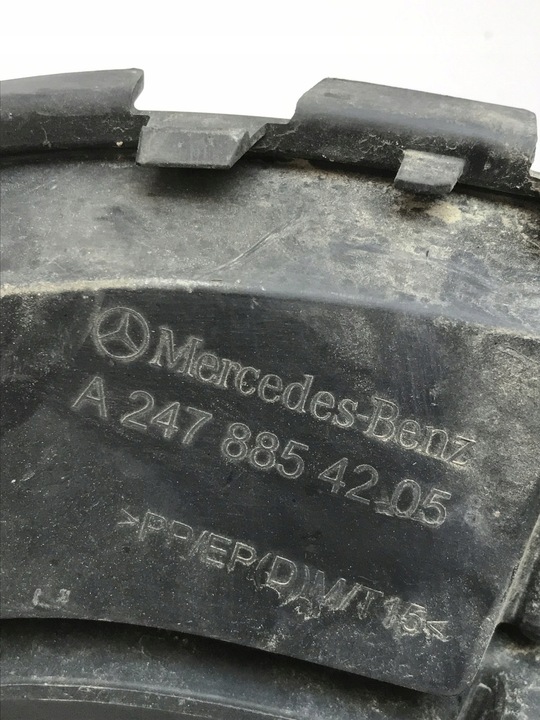 Mercedes-Benz
A 247 885 42 05
>PP/EP(D)M/T15<